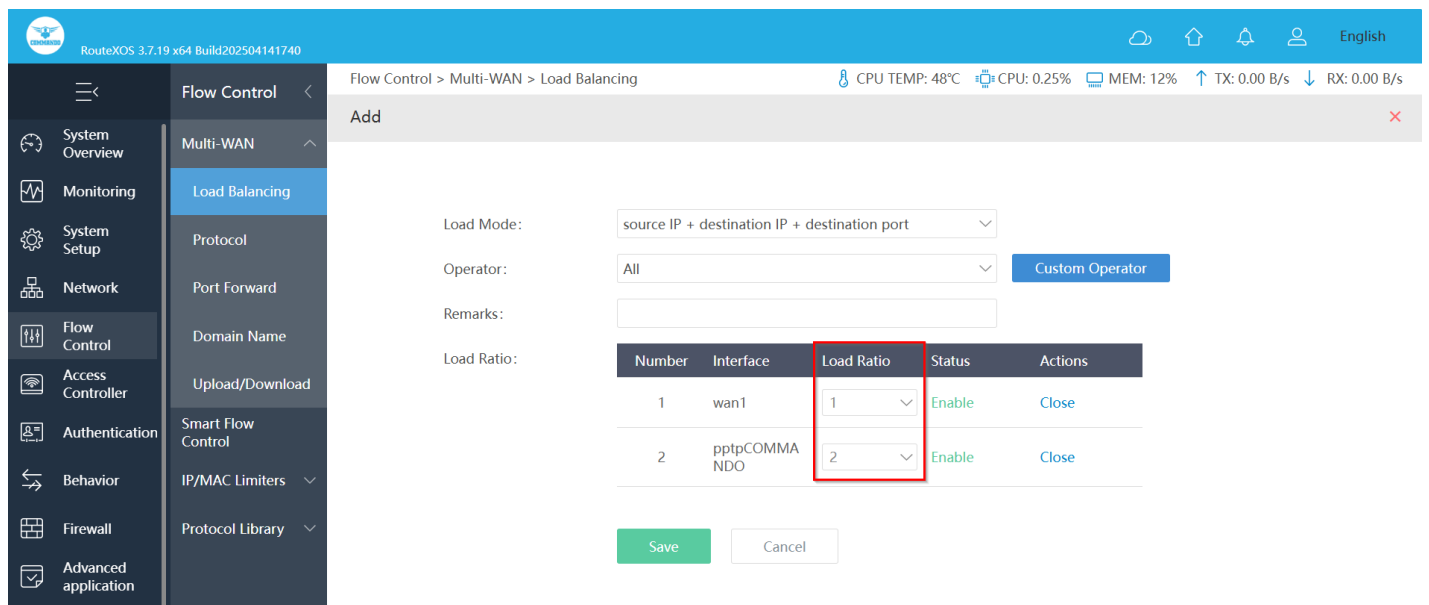 COMMANDO
RouteXOS 3.7.19 x64 Build202504141740
English
Flow Control
Flow Control > Multi-WAN > Load Balancing
CPU TEMP: 48℃ CPU: 0.25% MEM: 12% TX: 0.00 B/s RX: 0.00 B/s
Add
System
Overview
Monitoring
System
Setup
Network
Flow
Control
Access
Controller
Authentication
Behavior
Firewall
Advanced
application
Multi-WAN
Load Balancing
Protocol
Port Forward
Domain Name
Upload/Download
Smart Flow
Control
IP/MAC Limiters
Protocol Library
Load Mode: source IP + destination IP + destination port
Operator: All Custom Operator
Remarks:
Load Ratio: Number Interface Load Ratio Status Actions
1 wan1 1 Enable Close
2 pptpCOMMA
NDO 2 Enable Close
Save Cancel